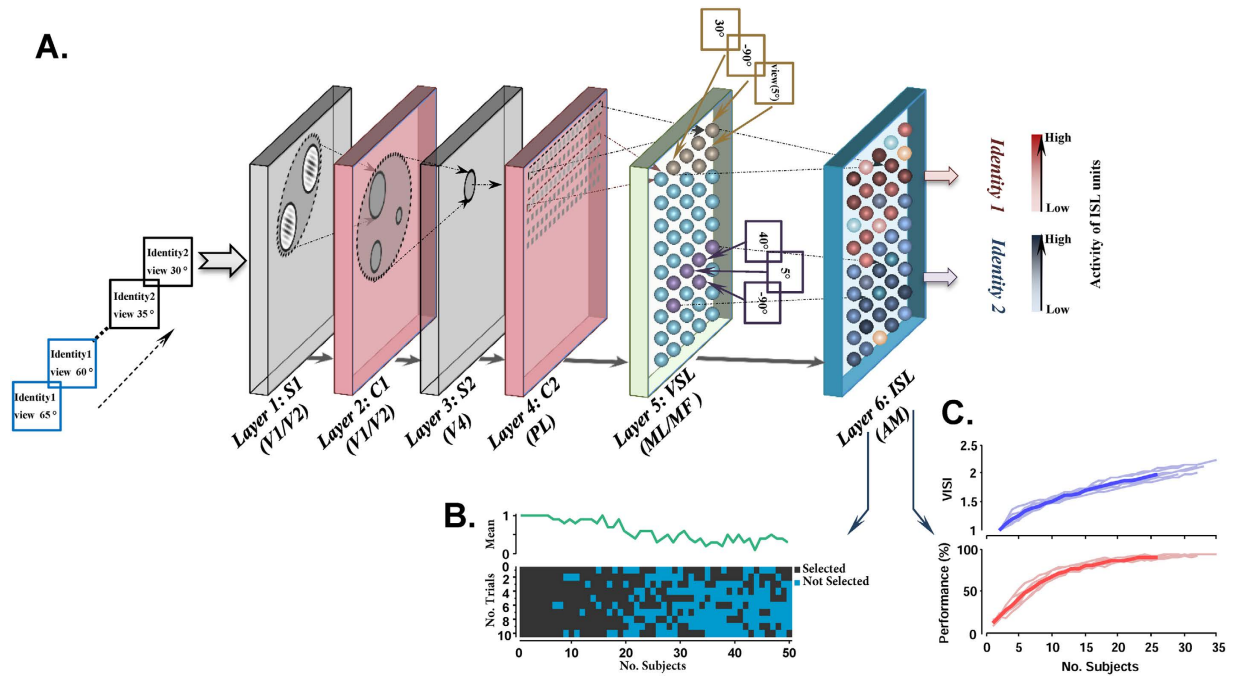 A.
30°
-90°
view(5°)
Identity2
view 30°
Identity2
view 35°
Identity1
view 60°
Identity1
view 65°
40°
5°
-90°
Layer 1: S1
(V1/V2)
Layer 2: C1
(V1/V2)
Layer 3: S2
(V4)
Layer 4: C2
(PL)
Layer 5: VSL
(ML/MF)
Layer 6: ISL
(AM)
Identity 1
Identity 2
High
Low
High
Low
Activity of ISL units
B.
Mean
1
0
No. Trials
0
2
4
6
8
10
Selected
Not Selected
0
10
20
30
40
50
No. Subjects
C.
VISI
2.5
2
1.5
1
Performance (%)
100
50
0
0
5
10
15
20
25
30
35
No. Subjects